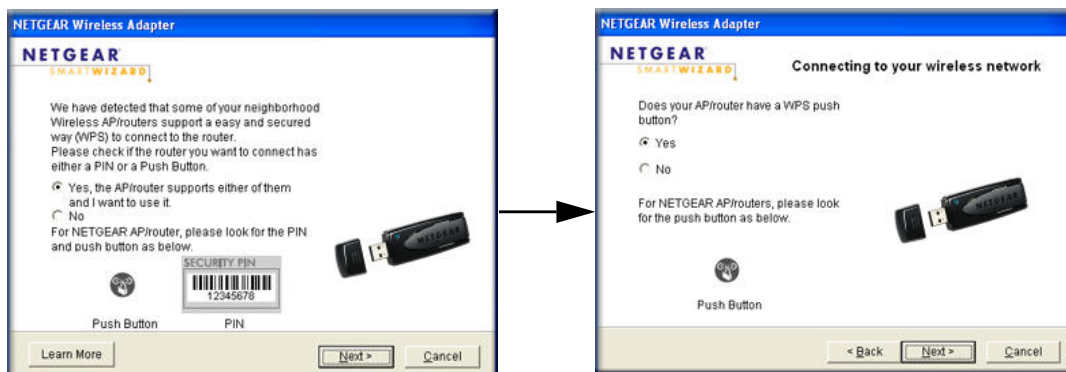 NETGEAR Wireless Adapter
NETGEAR
SMARTWIZARD
We have detected that some of your neighborhood
Wireless AP/routers support a easy and secured
way (WPS) to connect to the router.
Please check if the router you want to connect has
either a PIN or a Push Button.
Yes, the AP/router supports either of them
and I want to use it.
No
For NETGEAR AP/router, please look for the PIN
and push button as below.
NETGEAR
SECURITY PIN
12345678
Push Button
PIN
Learn More
Next >
Cancel
NETGEAR Wireless Adapter
NETGEAR
SMARTWIZARD
Connecting to your wireless network
Does your AP/router have a WPS push
button?
Yes
No
For NETGEAR AP/routers, please look
for the push button as below.
NETGEAR
Push Button
< Back
Next >
Cancel